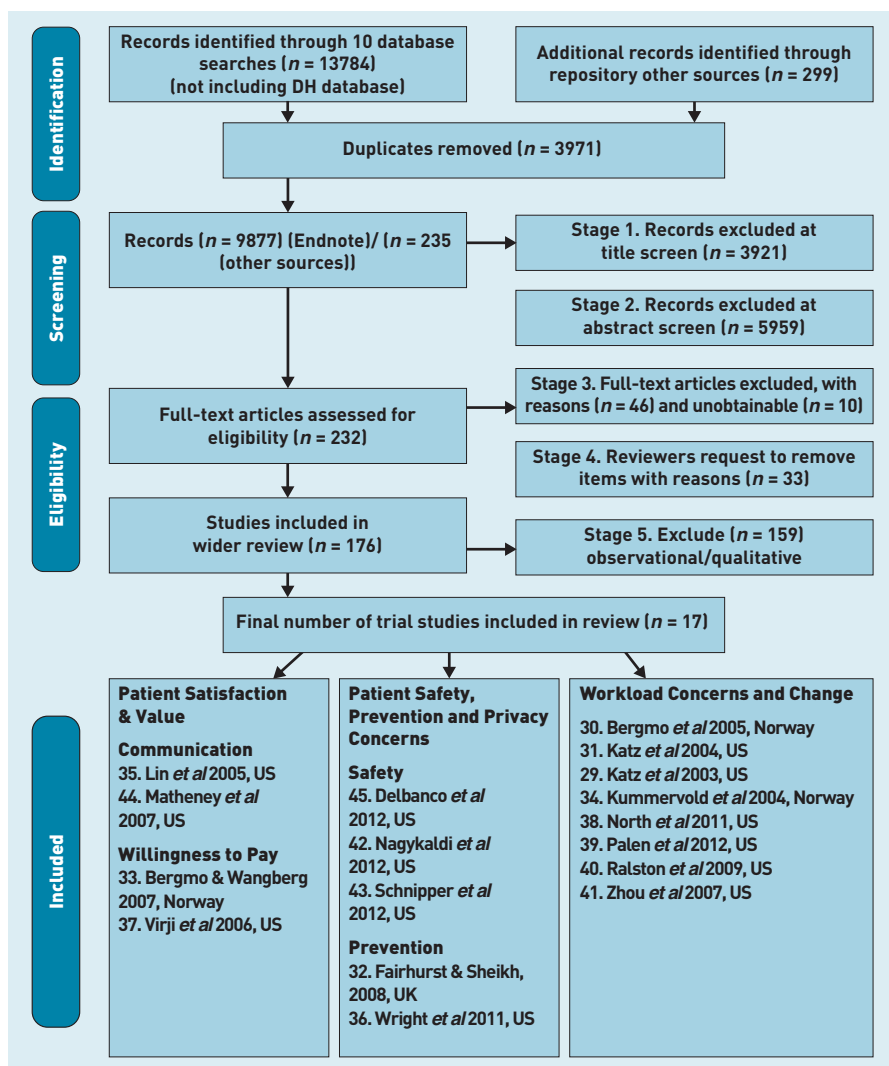 Identification
Records identified through 10 database
searches (n = 13784)
(not including DH database)
Additional records identified through
repository other sources (n = 299)
Duplicates removed (n = 3971)
Screening
Records (n = 9877) (Endnote)/ (n = 235
(other sources))
Stage 1. Records excluded at
title screen (n = 3921)
Stage 2. Records excluded at
abstract screen (n = 5959)
Eligibility
Full-text articles assessed for
eligibility (n = 232)
Stage 3. Full-text articles excluded, with
reasons (n = 46) and unobtainable (n = 10)
Stage 4. Reviewers request to remove
items with reasons (n = 33)
Studies included in
wider review (n = 176)
Stage 5. Exclude (n = 159)
observational/qualitative
Final number of trial studies included in review (n = 17)
Included
Patient Satisfaction
& Value
Communication
35. Lin et al 2005, US
44. Matheney et al
2007, US
Willingness to Pay
33. Bergmo & Wangberg
2007, Norway
37. Virji et al 2006, US
Patient Safety,
Prevention and Privacy
Concerns
Safety
45. Delbanco et al
2012, US
42. Nagykaldi et al
2012, US
43. Schnipper et al
2012, US
Prevention
32. Fairhurst & Sheikh,
2008, UK
36. Wright et al 2011, US
Workload Concerns and Change
30. Bergmo et al 2005, Norway
31. Katz et al 2004, US
29. Katz et al 2003, US
34. Kummervold et al 2004, Norway
38. North et al 2011, US
39. Palen et al 2012, US
40. Ralston et al 2009, US
41. Zhou et al 2007, US